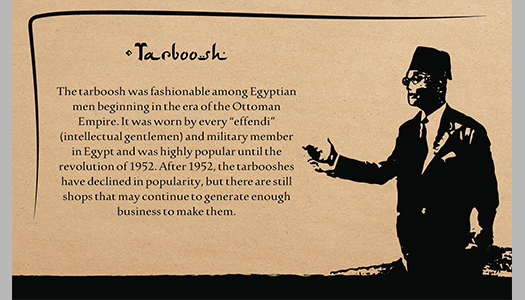 Tarboosh
The tarboosh was fashionable among Egyptian
men beginning in the era of the Ottoman
Empire. It was worn by every “effendi”
(intellectual gentlemen) and military member
in Egypt and was highly popular until the
revolution of 1952. After 1952, the tarbooshes
have declined in popularity, but there are still
shops that may continue to generate enough
business to make them.